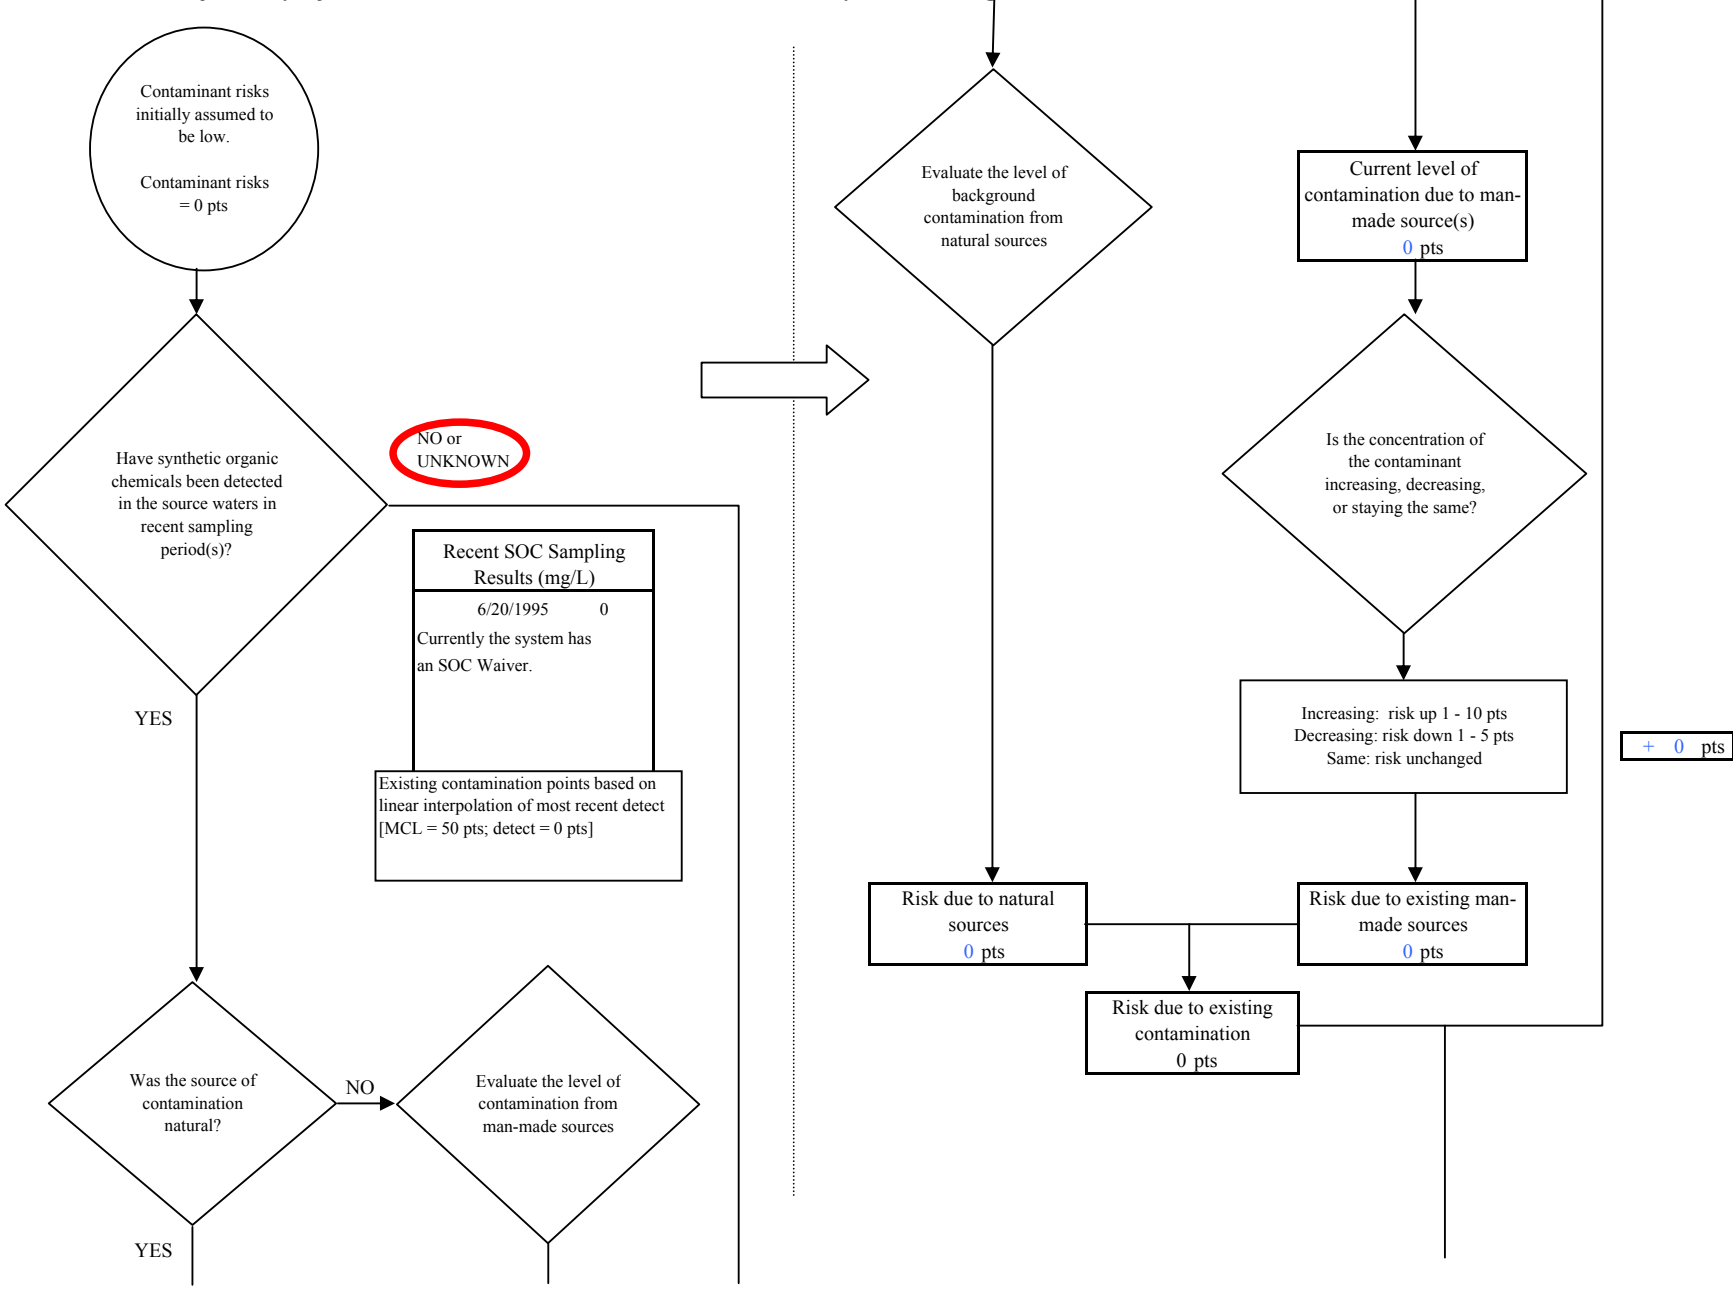 Contaminant risks
initially assumed to
be low.
Contaminant risks
= 0 pts
Have synthetic organic
chemicals been detected
in the source waters in
recent sampling
period(s)?
NO or
UNKNOWN
Recent SOC Sampling
Results (mg/L)
6/20/1995 0
Currently the system has
an SOC Waiver.
YES
Existing contamination points based on
linear interpolation of most recent detect
[MCL = 50 pts; detect = 0 pts]
Was the source of
contamination
natural?
NO
Evaluate the level of
contamination from
man-made sources
YES
Evaluate the level of
background
contamination from
natural sources
Current level of
contamination due to man-
made source(s)
0 pts
Is the concentration of
the contaminant
increasing, decreasing,
or staying the same?
Increasing: risk up 1 - 10 pts
Decreasing: risk down 1 - 5 pts
Same: risk unchanged
+ 0 pts
Risk due to natural
sources
0 pts
Risk due to existing man-
made sources
0 pts
Risk due to existing
contamination
0 pts